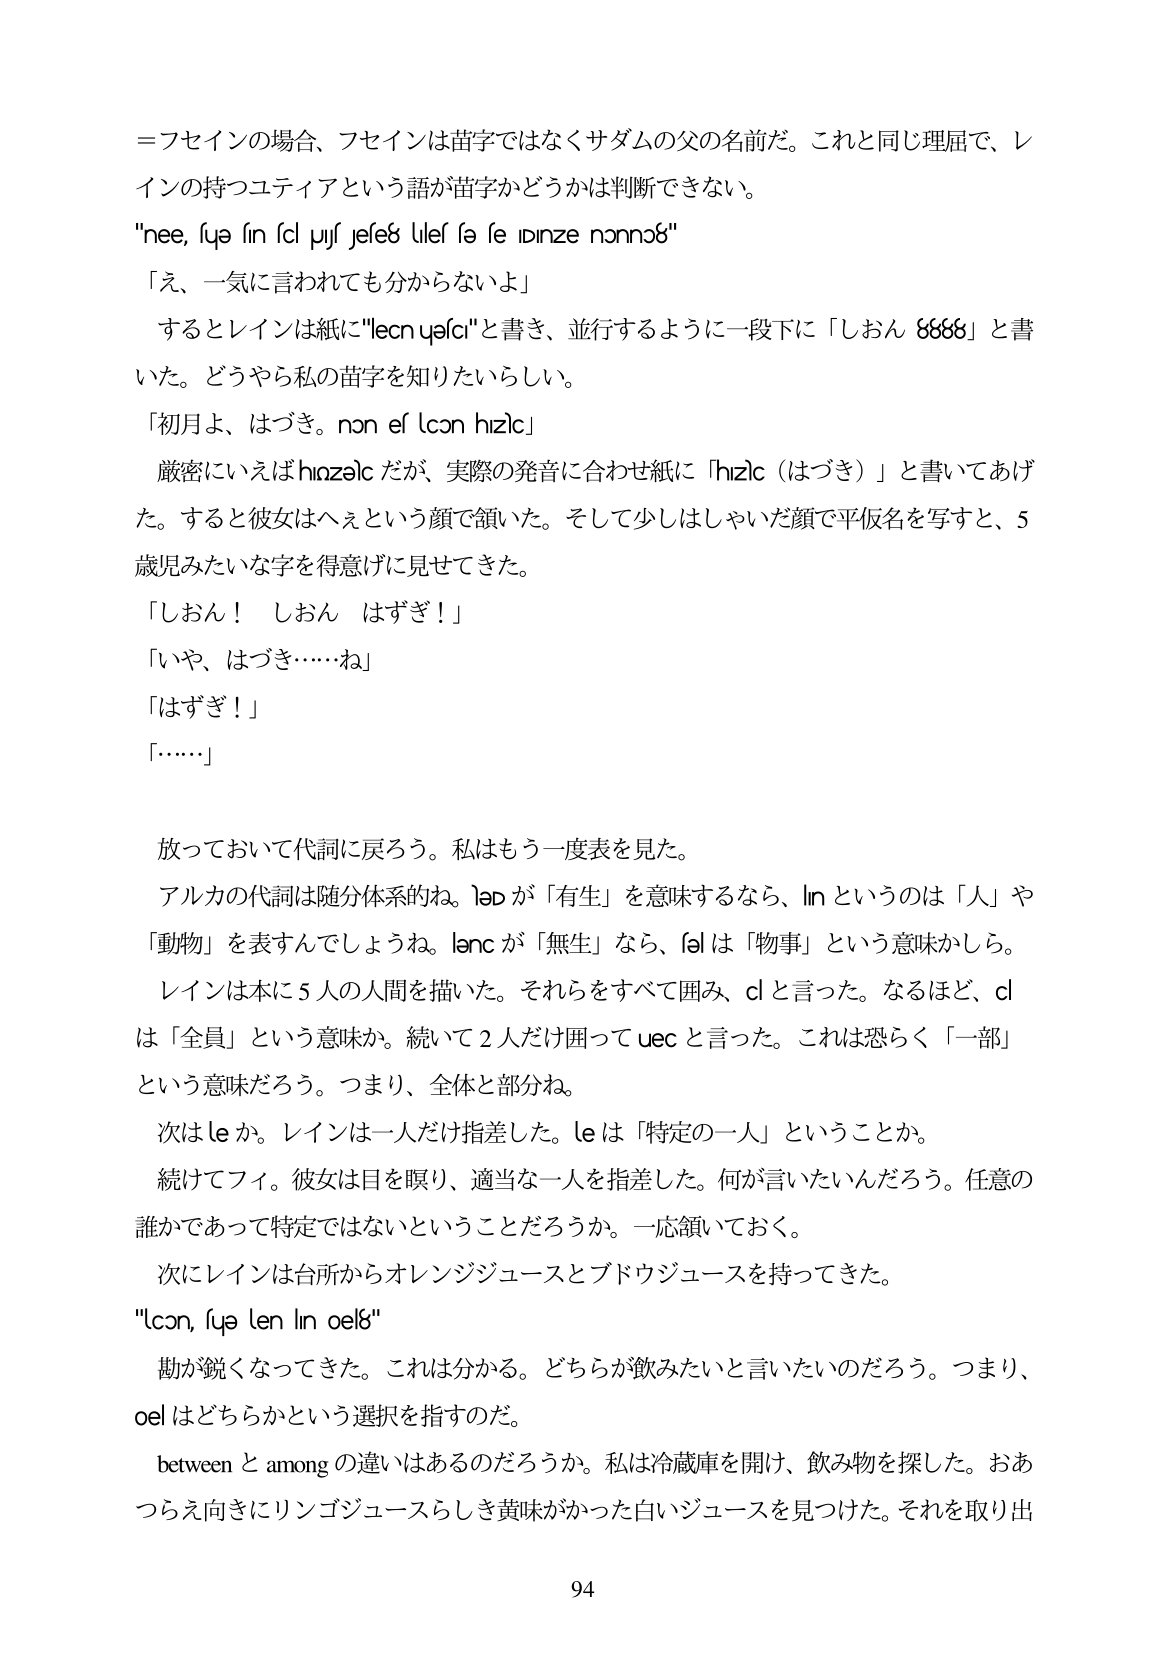 ＝フセインの場合、フセインは苗字ではなくサダムの父の名前だ。これと同じ理屈で、レ
インの持つユティアという語が苗字かどうかは判断できない。
「え、一気に言われても分からないよ」
するとレインは紙に"lecn yəʃcı"と書き、並行するように一段下に「しおん 8888」と書
いた。どうやら私の苗字を知りたいらしい。
「初月よ、はづき。nɔn eʃ lcɔn hızlc」
厳密にいえば だが、実際の発音に合わせ紙に「hızlc（はづき）」と書いてあげ
た。すると彼女はへぇという顔で頷いた。そして少しはしゃいだ顔で平仮名を写すと、5
歳児みたいな字を得意げに見せてきた。
「しおん！　しおん　はずぎ！」
「いや、はづき……ね」
「はずぎ！」
「……」
放っておいて代詞に戻ろう。私はもう一度表を見た。
アルカの代詞は随分体系的ね。 が「有生」を意味するなら、lın というのは「人」や
「動物」を表すんでしょうね。lənc が「無生」なら、ʃəl は「物事」という意味かしら。
レインは本に 5 人の人間を描いた。それらをすべて囲み、cl と言った。なるほど、cl
は「全員」という意味か。続いて 2 人だけ囲って uec と言った。これは恐らく「一部」
という意味だろう。つまり、全体と部分ね。
次は le か。レインは一人だけ指差した。le は「特定の一人」ということか。
続けてフィ。彼女は目を瞑り、適当な一人を指差した。何が言いたいんだろう。任意の
誰かであって特定ではないということだろうか。一応頷いておく。
次にレインは台所からオレンジジュースとブドウジュースを持ってきた。
"lcɔn, ʃyə len lın oel8"
勘が鋭くなってきた。これは分かる。どちらが飲みたいと言いたいのだろう。つまり、
oel はどちらかという選択を指すのだ。
between と among の違いはあるのだろうか。私は冷蔵庫を開け、飲み物を探した。おあ
つらえ向きにリンゴジュースらしき黄味がかった白いジュースを見つけた。それを取り出
94